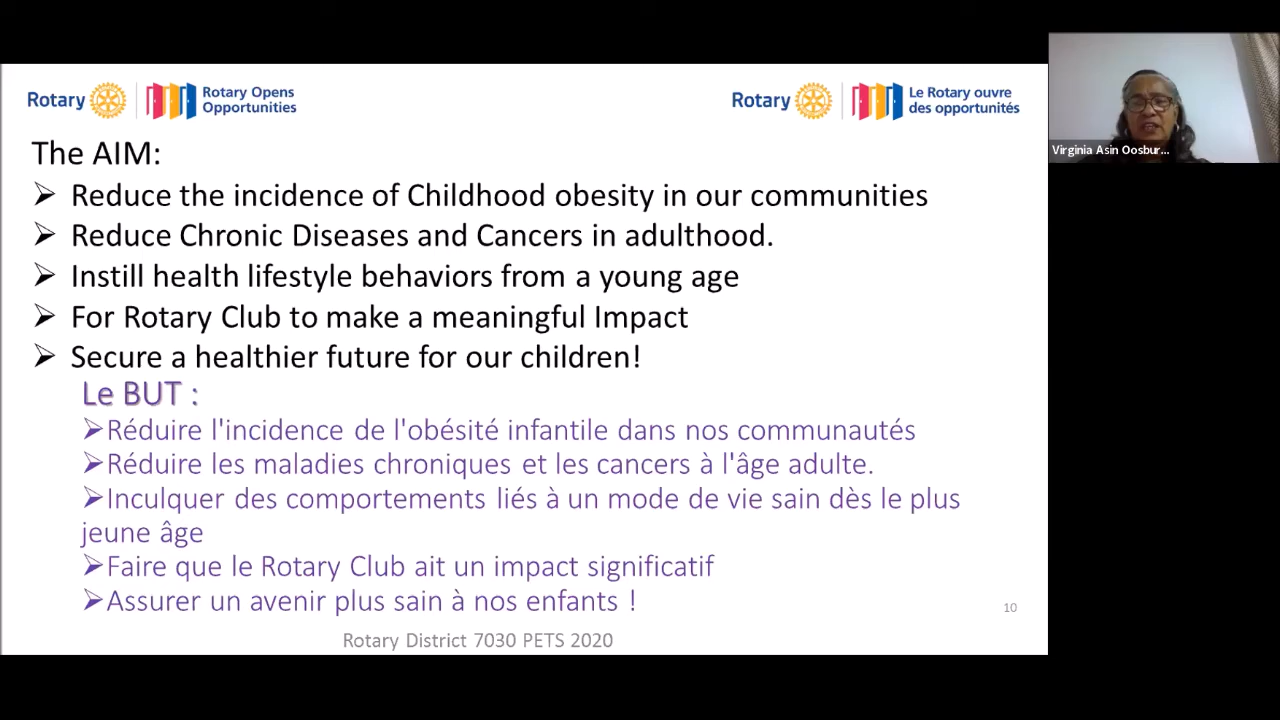 Rotary
Rotary Opens
Opportunities
Rotary
Le Rotary ouvre
des opportunités
Virginia Asin Oosbur...
The AIM:
➢ Reduce the incidence of Childhood obesity in our communities
➢ Reduce Chronic Diseases and Cancers in adulthood.
➢ Instill health lifestyle behaviors from a young age
➢ For Rotary Club to make a meaningful Impact
➢ Secure a healthier future for our children!
Le BUT :
➢Réduire l'incidence de l'obésité infantile dans nos communautés
➢Réduire les maladies chroniques et les cancers à l'âge adulte.
➢Inculquer des comportements liés à un mode de vie sain dès le plus
jeune âge
➢Faire que le Rotary Club ait un impact significatif
➢Assurer un avenir plus sain à nos enfants !
10
Rotary District 7030 PETS 2020